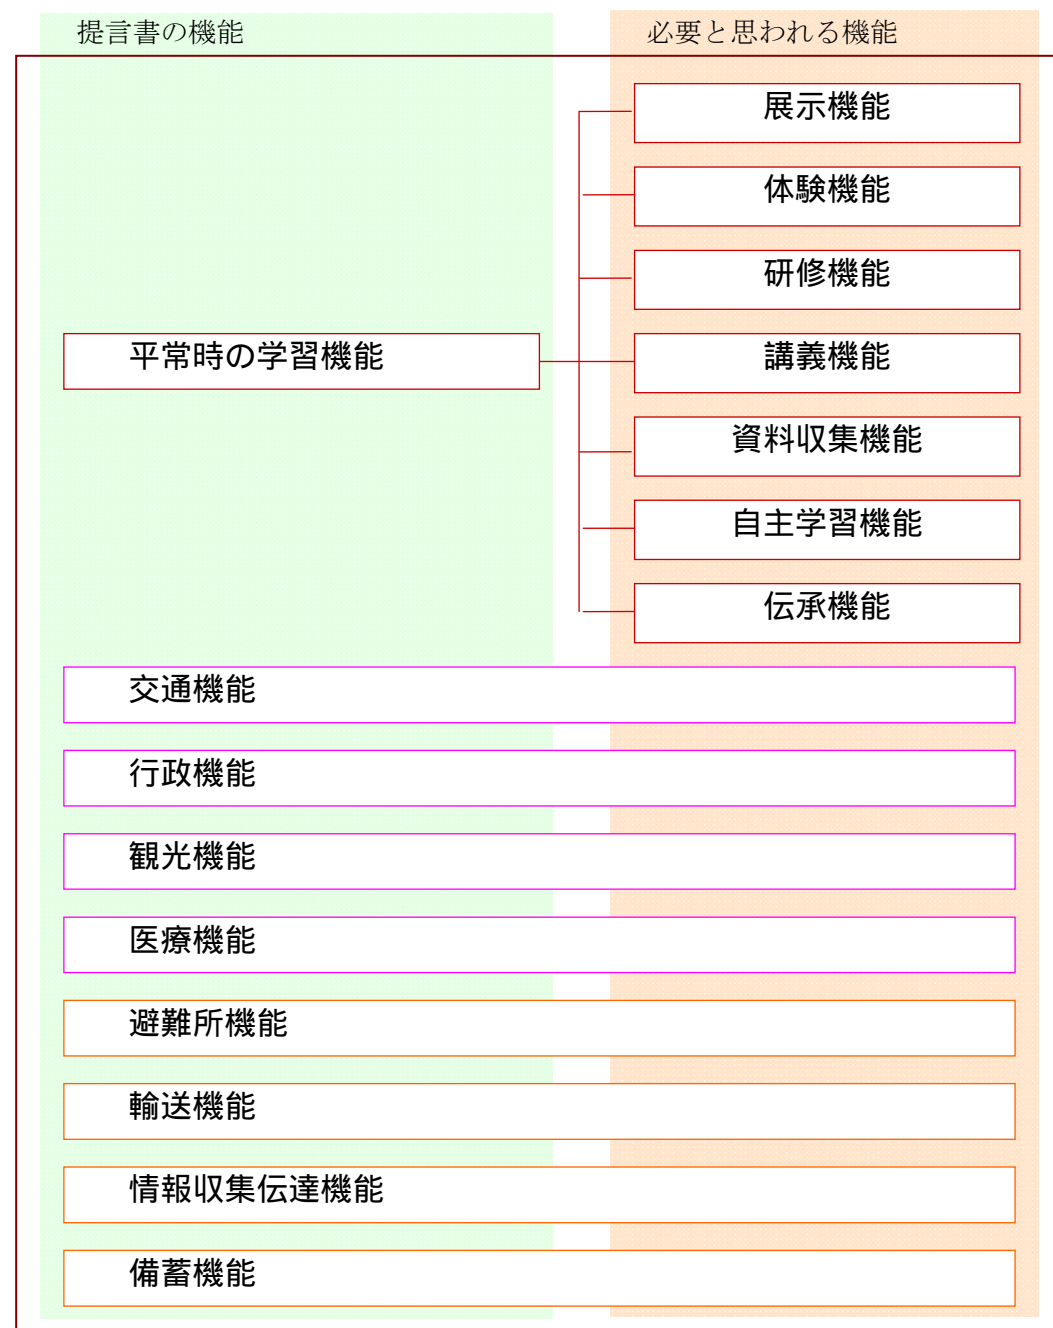 提言書の機能
必要と思われる機能
展示機能
体験機能
研修機能
平常時の学習機能
講義機能
資料収集機能
自主学習機能
伝承機能
交通機能
行政機能
観光機能
医療機能
避難所機能
輸送機能
情報収集伝達機能
備蓄機能